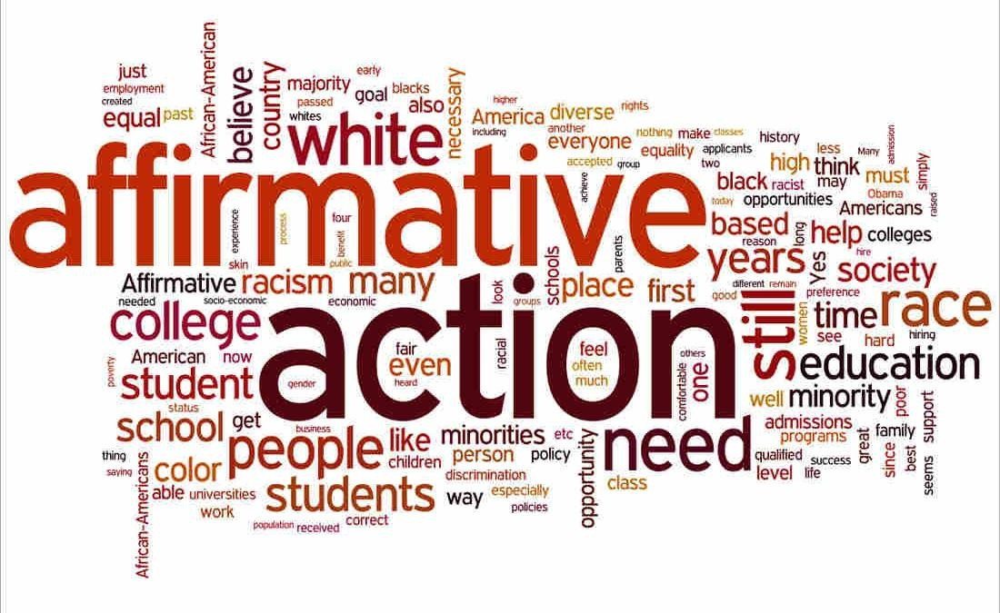 just
employment
created
equal
past
African-American
believe
country
majority
early
passed
goal
blacks
whites
also
white
necessary
higher
America
diverse
rights
including
another
everyone
nothing
make
classes
history
equality
applicants
accepted
group
two
less
Many
admission
high
think
must
simply
may
affirmative
achieve
black
racist
Obama
today
opportunities
Americans
raised
experience
process
four
benefit
skin
public
parents
based
reason
long
help
colleges
hire
years
Yes
society
Affirmative
racism
many
needed
socio-economic
economic
look
groups
schools
place
first
good
different
remain
preference
still
women
time
race
college
action
see
hard
hiring
American
now
poverty
fair
even
heard
racial
feel
often
much
others
comfortable
one
education
student
gender
status
well
minority
poor
support
school
get
business
people
like
minorities
etc
need
admissions
programs
family
great
since
best
seems
thing
saying
African-Americans
color
children
person
policy
opportunity
qualified
success
level
life
discrimination
class
able
universities
students
way
especially
policies
work
population
received
correct